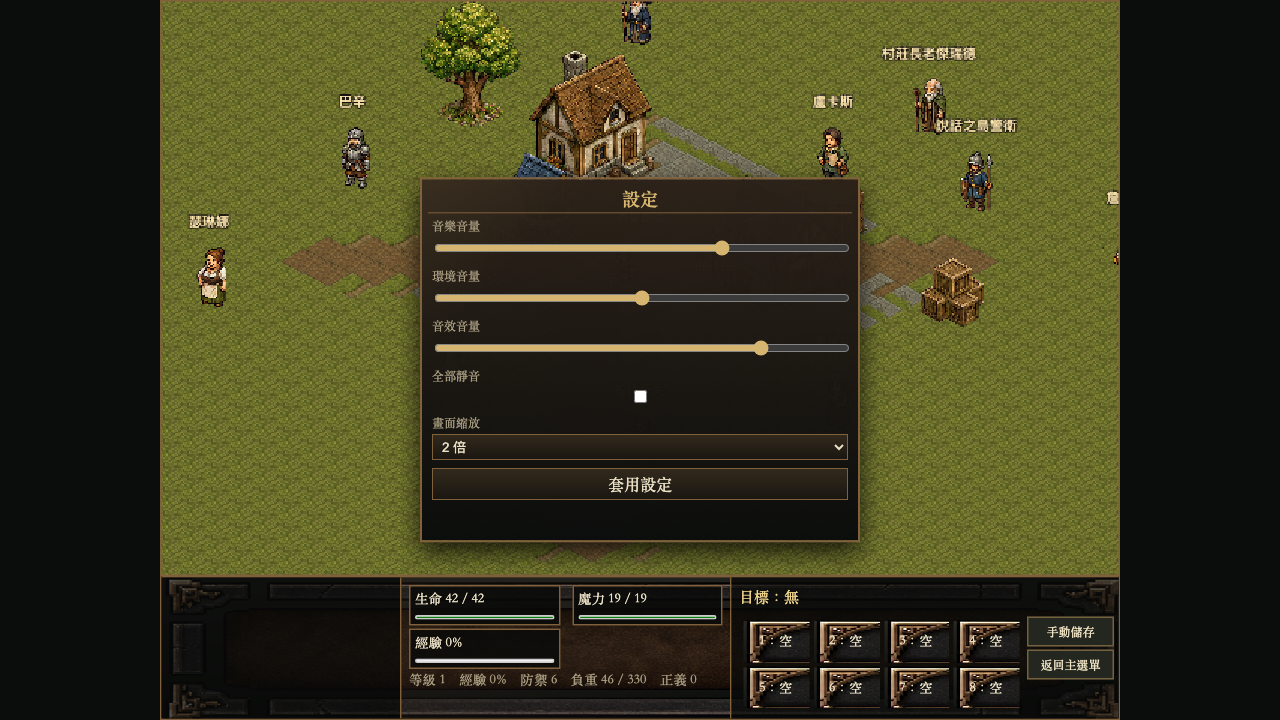 村莊長老傑瑞德
巴辛
盧卡斯
說話之島警衛
瑟琳娜
設定
音樂音量
環境音量
音效音量
全部靜音
畫面縮放
2 倍
套用設定
生命 42 / 42
魔力 19 / 19
經驗 0%
等級 1 經驗 0% 防禦 6 負重 46 / 330 正義 0
目標：無
1：空
2：空
3：空
4：空
5：空
6：空
7：空
8：空
手動儲存
返回主選單